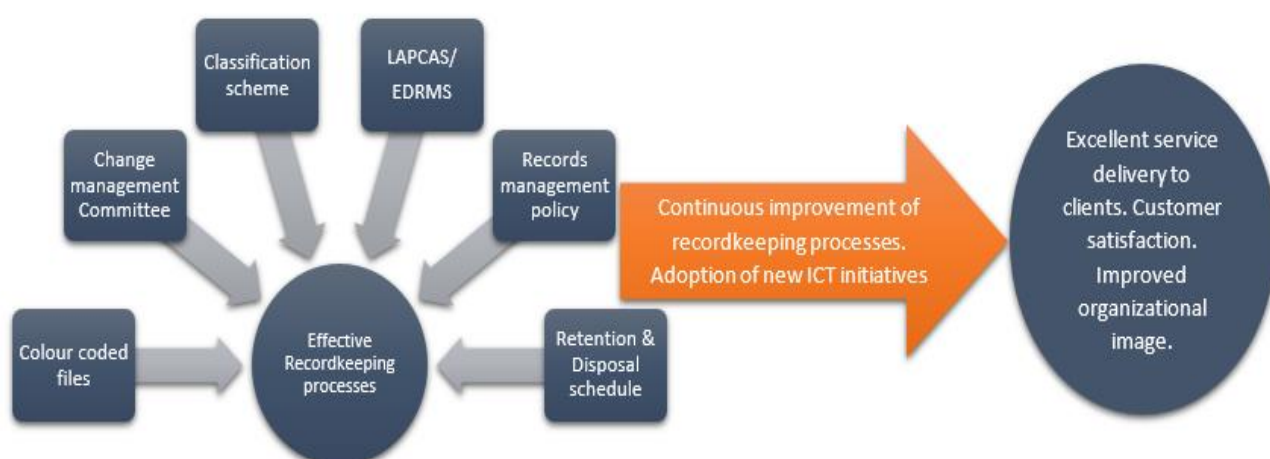 Classification
scheme
LAPCAS/
EDRMS
Change
management
Committee
Records
management
policy
Colour coded
files
Effective
Recordkeeping
processes
Retention &
Disposal
schedule
Continuous improvement of
recordkeeping processes.
Adoption of new ICT initiatives
Excellent service
delivery to
clients. Customer
satisfaction.
Improved
organizational
image.